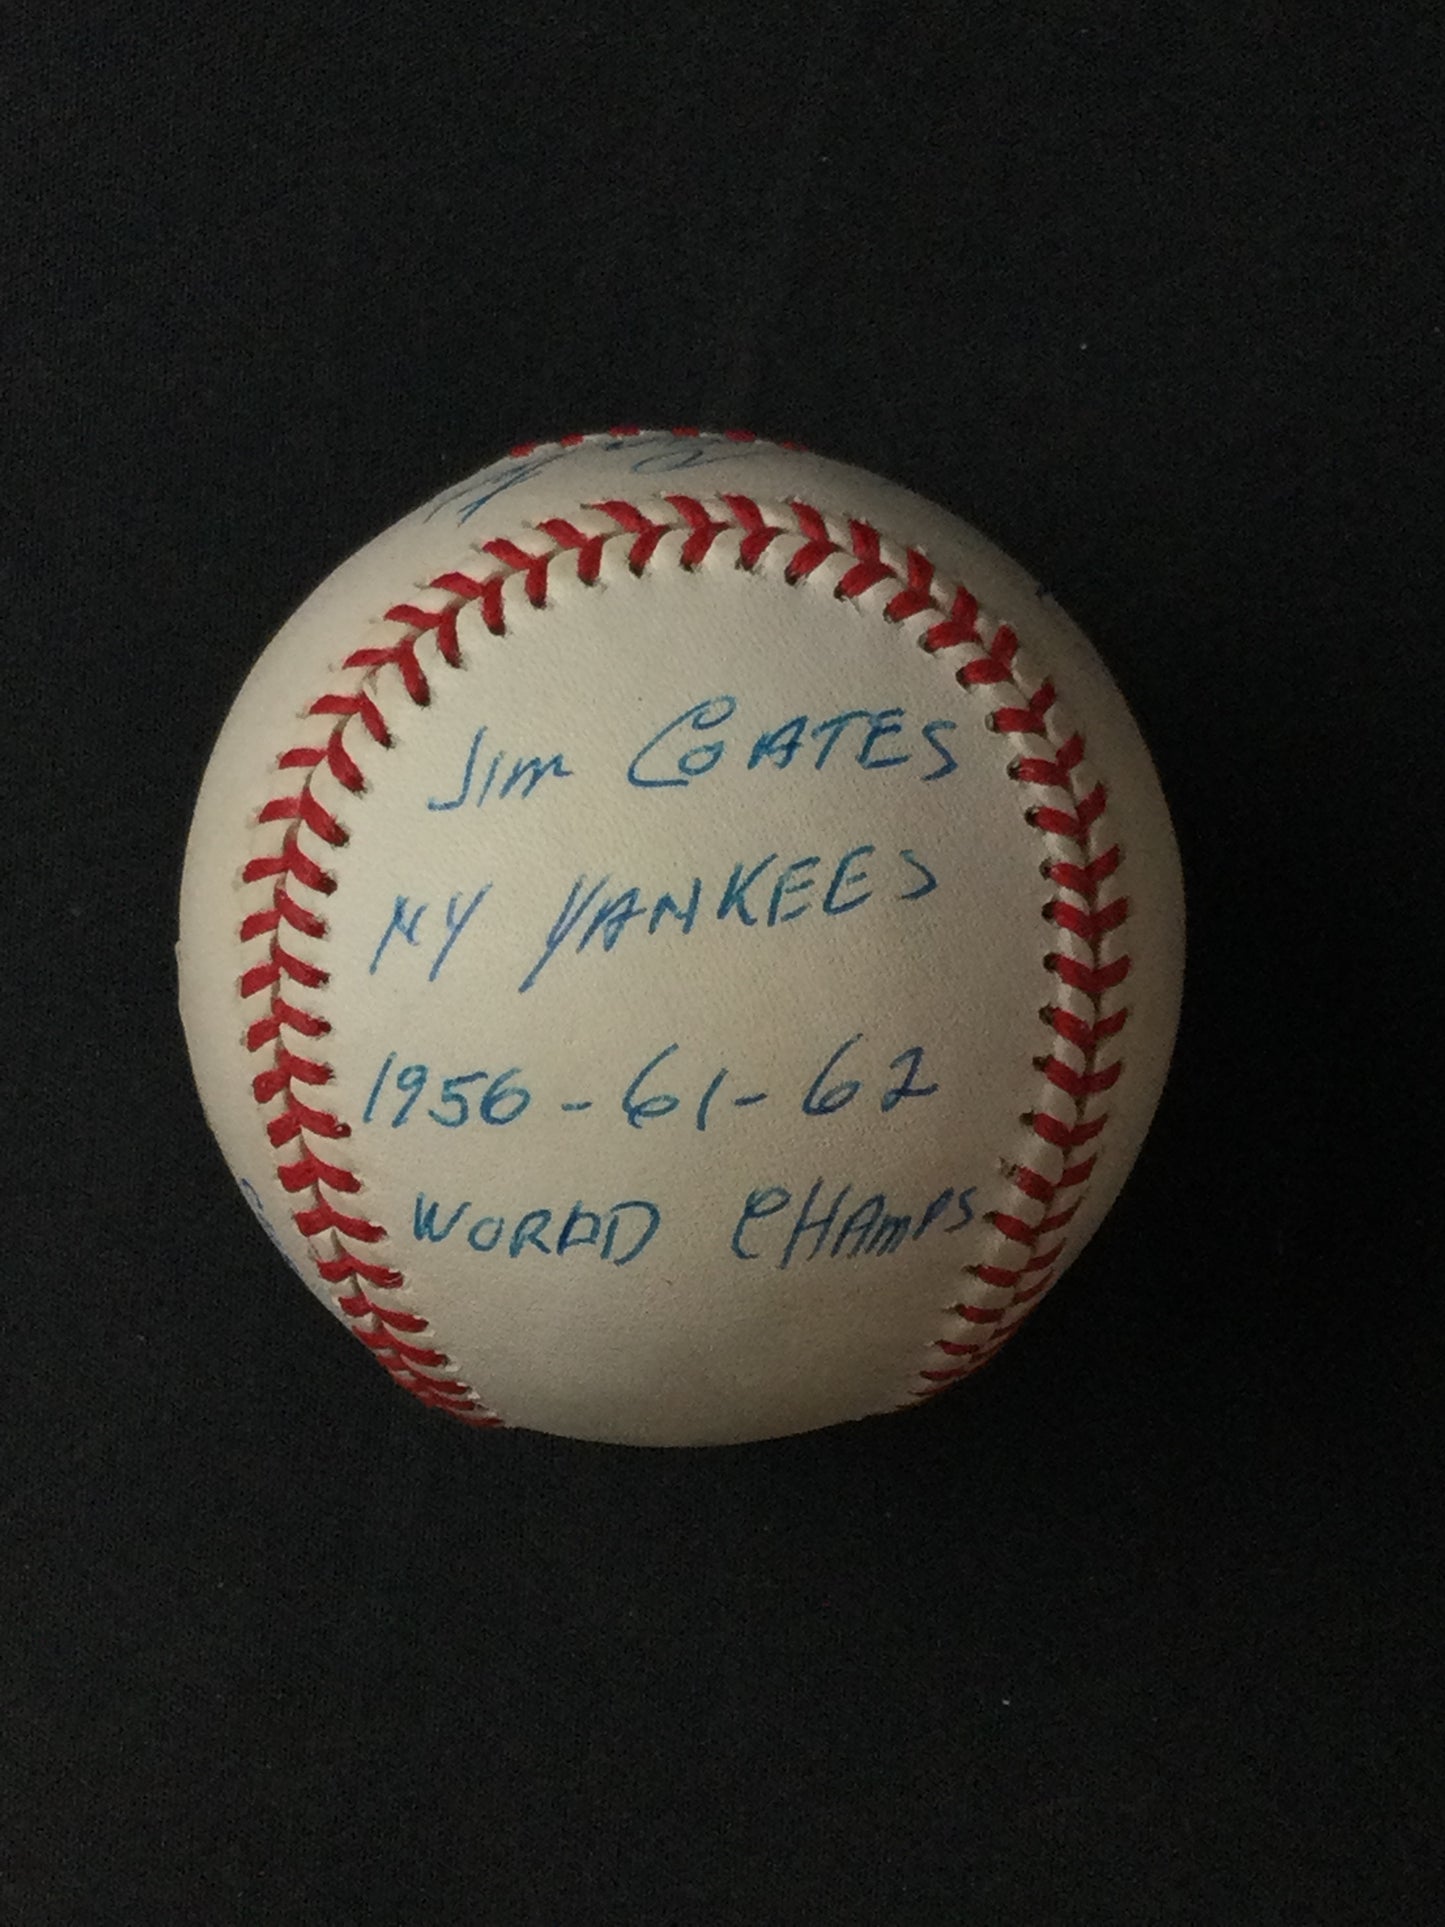 Jim COATES
NY YANKEES
1956 - 61 - 62
WORLD CHAMPS